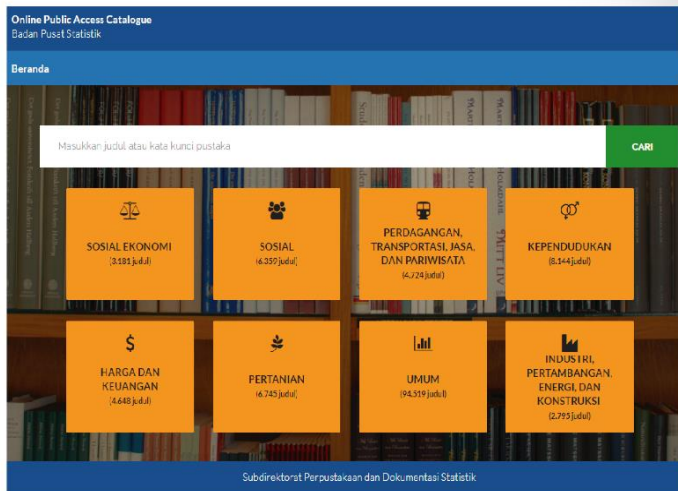 Online Public Access Catalogue
Badan Pusat Statistik
Beranda
Masukkan judul atau kata kunci pustaka
CARI
SOSIAL EKONOMI
(3.181 judul)
SOSIAL
(6.359 judul)
PERDAGANGAN,
TRANSPORTASI, JASA,
DAN PARIWISATA
(4.724 judul)
KEPENDUDUKAN
(8.144 judul)
HARGA DAN
KEUANGAN
(4.648 judul)
PERTANIAN
(6.745 judul)
UMUM
(94.519 judul)
INDUSTRI,
PERTAMBANGAN,
ENERGI, DAN
KONSTRUKSI
(2.795 judul)
Subdirektorat Perpustakaan dan Dokumentasi Statistik